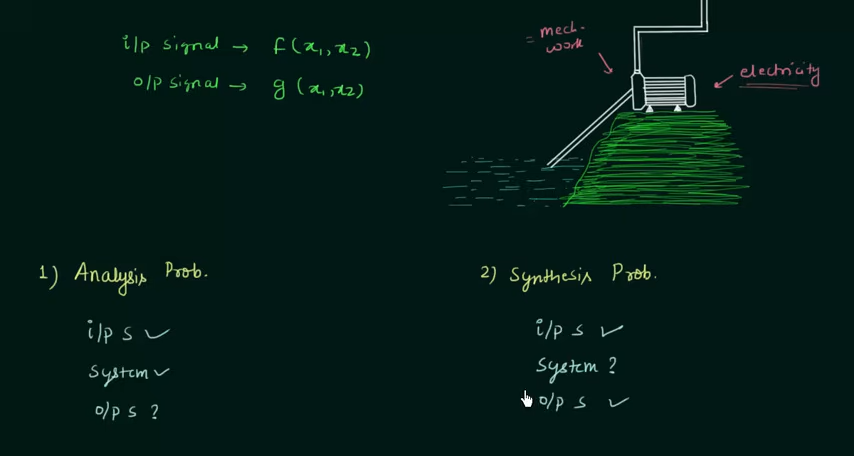 i/p signal → f(x₁, x₂)
o/p signal → g(x₁, x₂)
= mech-
work
electricity
1) Analysis Prob.
i/p s ✓
System ✓
o/p s ?
2) Synthesis Prob.
i/p s ✓
System ?
o/p s ✓